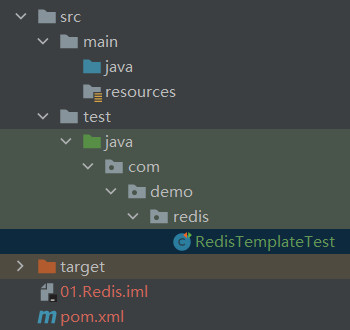 src
main
java
resources
test
java
com
demo
redis
RedisTemplateTest
target
01.Redis.iml
pom.xml